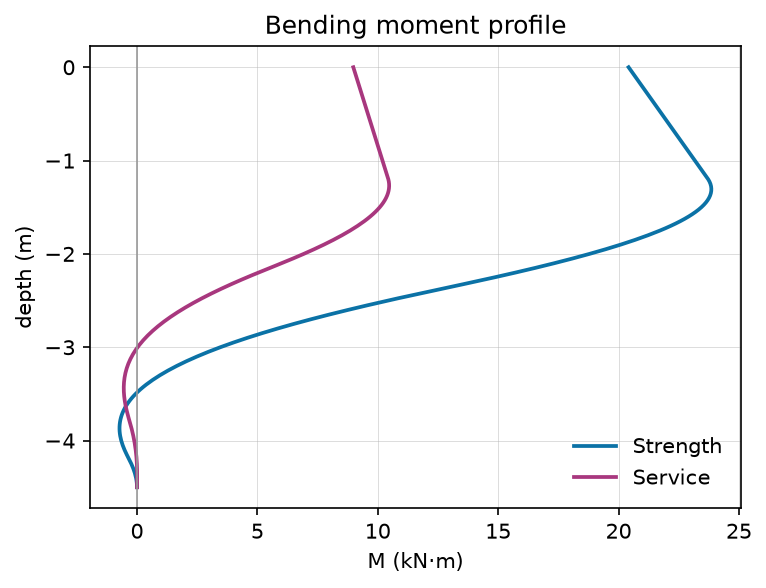 Bending moment profile
depth (m)
0
−1
−2
−3
−4
Strength
Service
0 5 10 15 20 25
M (kN·m)